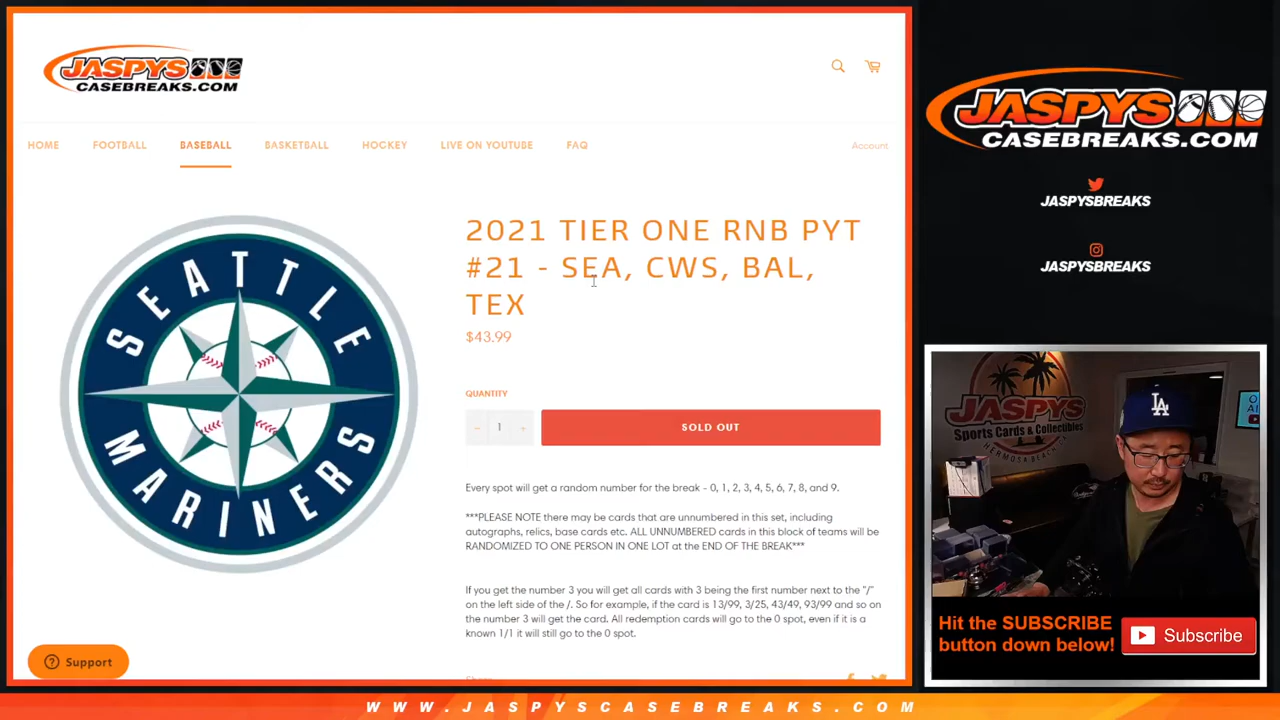 JASPYS
CASEBREAKS.COM
HOME FOOTBALL BASEBALL BASKETBALL HOCKEY LIVE ON YOUTUBE FAQ Account
SEATTLE
MARINERS
2021 TIER ONE RNB PYT
#21 - SEA, CWS, BAL,
TEX
$43.99
QUANTITY
− 1 +
SOLD OUT
Every spot will get a random number for the break - 0, 1, 2, 3, 4, 5, 6, 7, 8, and 9.
***PLEASE NOTE there may be cards that are unnumbered in this set, including
autographs, relics, base cards etc. ALL UNNUMBERED cards in this block of teams will be
RANDOMIZED TO ONE PERSON IN ONE LOT at the END OF THE BREAK***
If you get the number 3 you will get all cards with 3 being the first number next to the "/"
on the left side of the /. So for example, if the card is 13/99, 3/25, 43/49, 93/99 and so on
the number 3 will get the card. All redemption cards will go to the 0 spot, even if it is a
known 1/1 it will still go to the 0 spot.
Support
JASPYS
CASEBREAKS.COM
JASPYSBREAKS
JASPYSBREAKS
JASPYS
Sports Cards & Collectibles
HERMOSA BEACH
LA
Hit the SUBSCRIBE
button down below!
Subscribe
WWW.JASPYSCASEBREAKS.COM